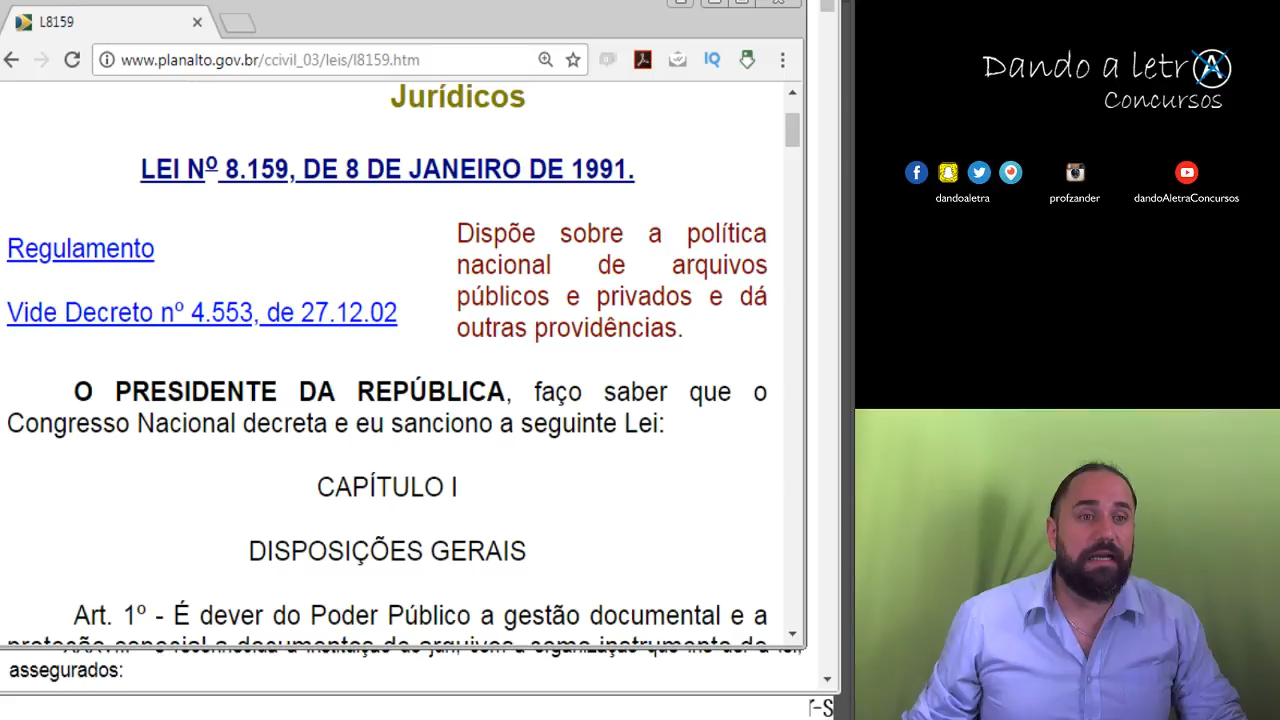 L8159
www.planalto.gov.br/ccivil_03/leis/l8159.htm
IQ
Jurídicos
LEI Nº 8.159, DE 8 DE JANEIRO DE 1991.
Regulamento
Vide Decreto nº 4.553, de 27.12.02
Dispõe sobre a política
nacional de arquivos
públicos e privados e dá
outras providências.
O PRESIDENTE DA REPÚBLICA, faço saber que o
Congresso Nacional decreta e eu sanciono a seguinte Lei:
CAPÍTULO I
DISPOSIÇÕES GERAIS
Art. 1º - É dever do Poder Público a gestão documental e a
assegurados:
Dando a letrA
Concursos
dandoaletra
profzander
dandoAletraConcursos